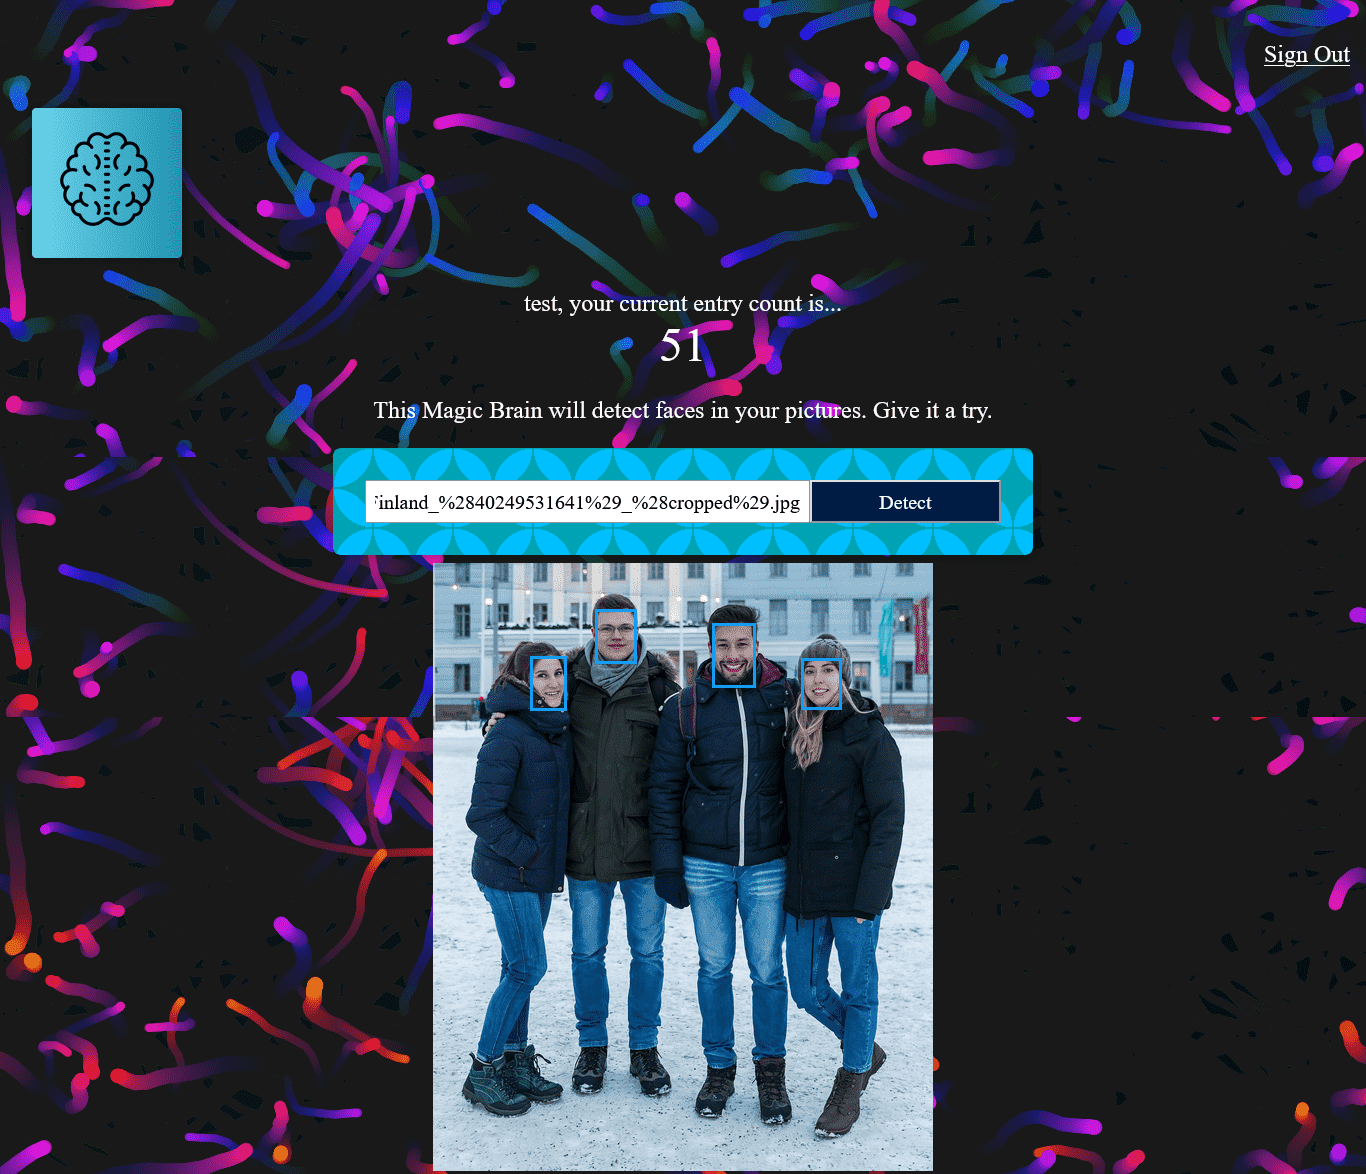 Sign Out
test, your current entry count is...
51
This Magic Brain will detect faces in your pictures. Give it a try.
inland_%2840249531641%29_%28cropped%29.jpg
Detect